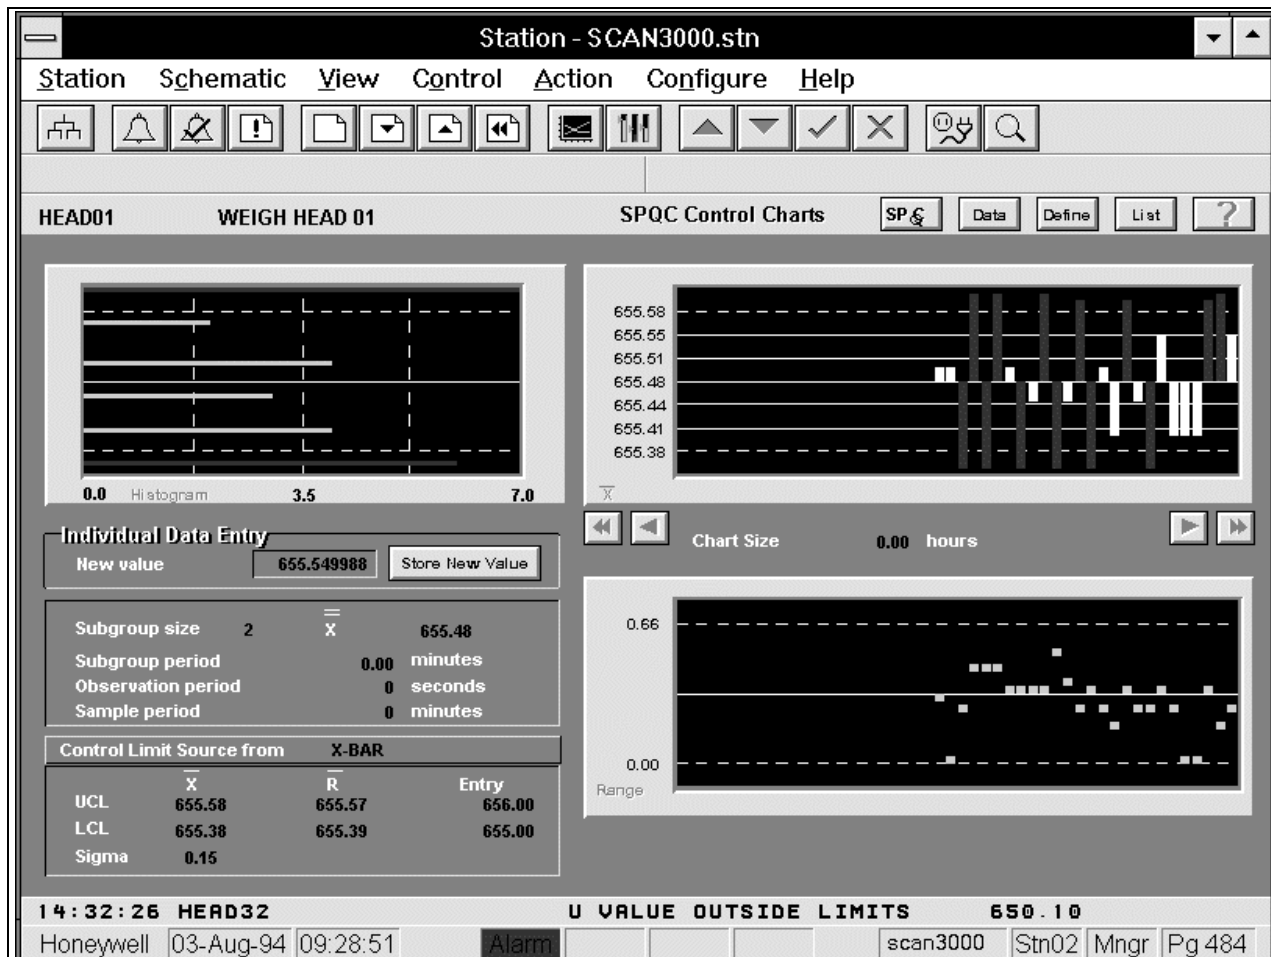 Station - SCAN3000.stn
Station Schematic View Control Action Configure Help
HEAD01 WEIGH HEAD 01 SPQC Control Charts SPC Data Define List ?
655.58
655.55
655.51
655.48
655.44
655.41
655.38
0.0 Histogram 3.5 7.0
X
Individual Data Entry
New value 655.549988 Store New Value
Chart Size 0.00 hours
Subgroup size 2 X 655.48
Subgroup period 0.00 minutes
Observation period 0 seconds
Sample period 0 minutes
0.66
0.00
Range
Control Limit Source from X-BAR
X R Entry
UCL 655.58 655.57 656.00
LCL 655.38 655.39 655.00
Sigma 0.15
14:32:26 HEAD32 U VALUE OUTSIDE LIMITS 650.10
Honeywell 03-Aug-94 09:28:51 Alarm scan3000 Stn02 Mngr Pg 484